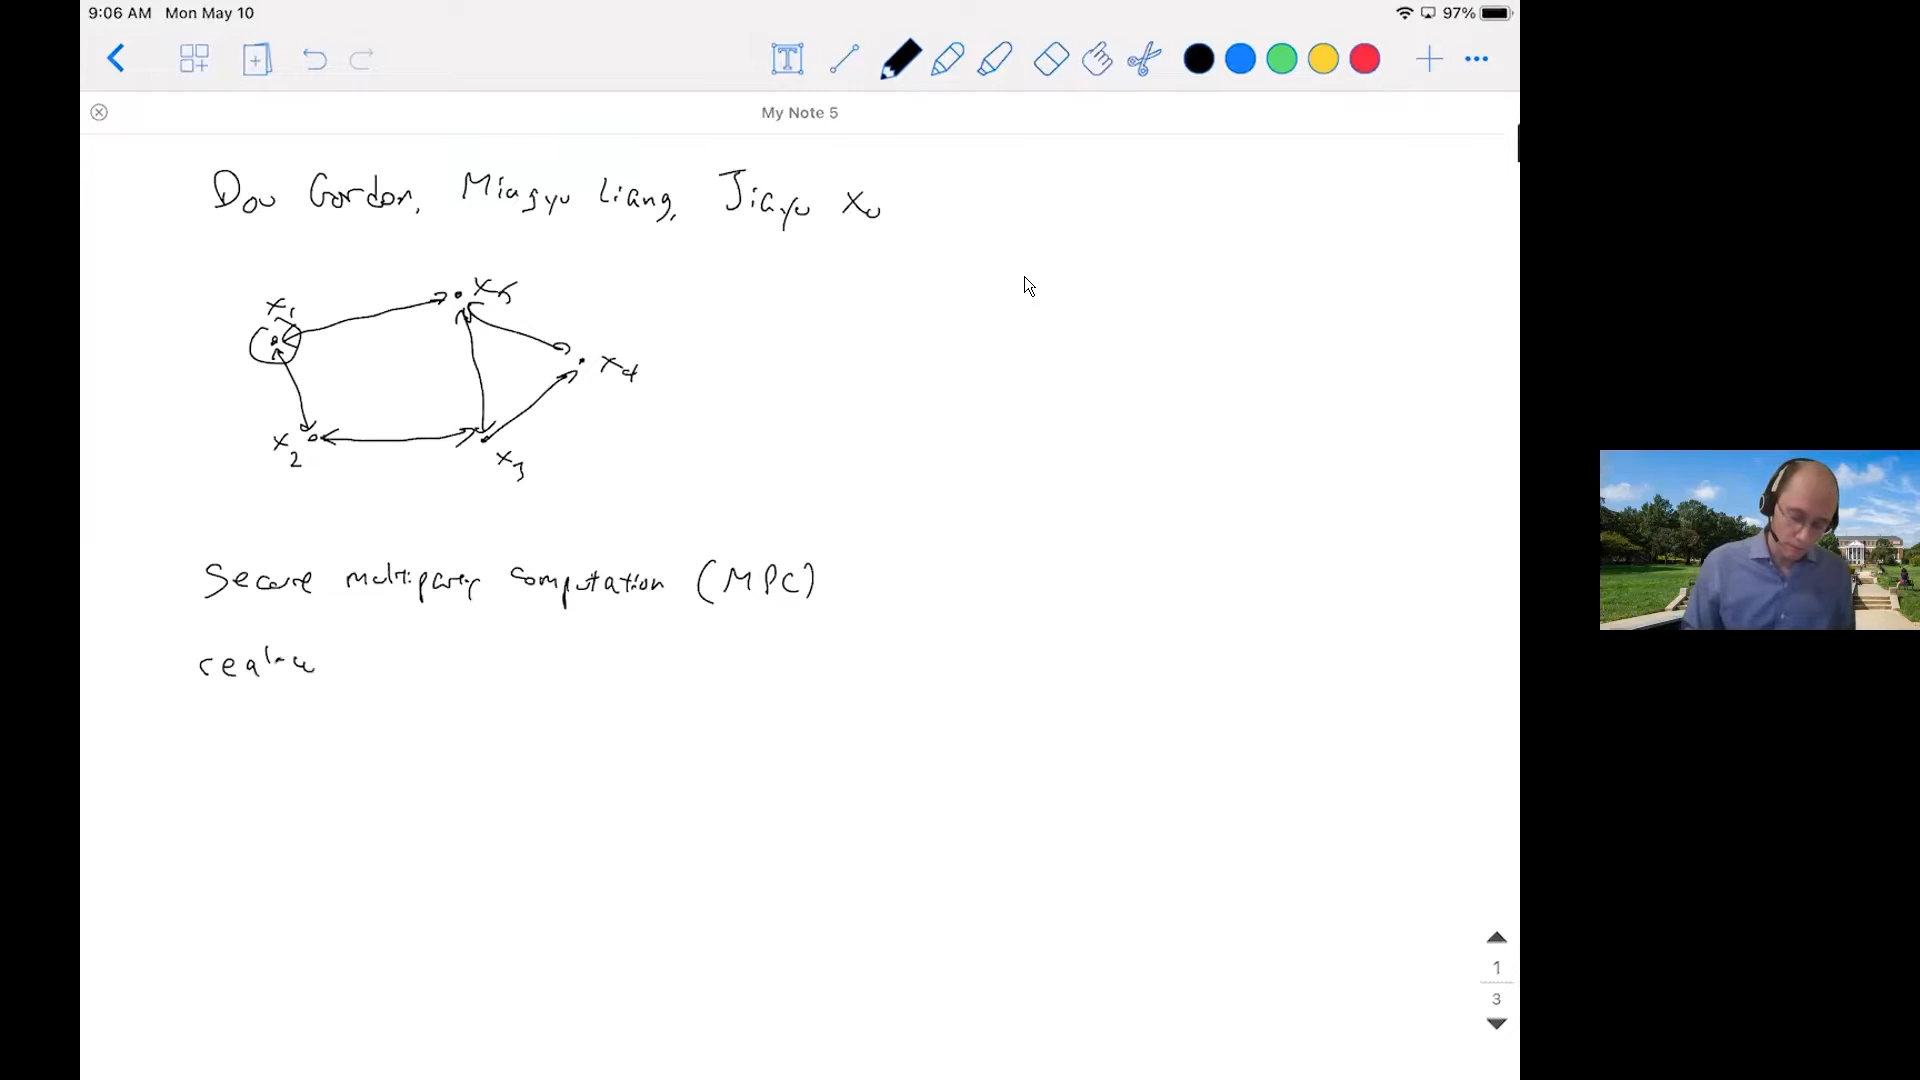 9:06 AM Mon May 10 97%
T
My Note 5
Dov Gordon, Mingyu Liang, Jiayu Xu
x1
x5
x4
x2
x3
Secure multiparty computation (MPC)
1
3